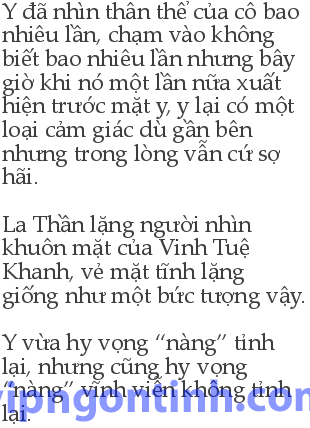 Y đã nhìn thân thể của cô bao
nhiêu lần, chạm vào không
biết bao nhiêu lần nhưng bây
giờ khi nó một lần nữa xuất
hiện trước mặt y, y lại có một
loại cảm giác dù gần bên
nhưng trong lòng vẫn cứ sợ
hãi.
La Thần lặng người nhìn
khuôn mặt của Vinh Tuệ
Khanh, vẻ mặt tĩnh lặng
giống như một bức tượng vậy.
Y vừa hy vọng “nàng” tỉnh
lại, nhưng cũng hy vọng
“nàng” vĩnh viễn không tỉnh
lại.
vipngontinh.com